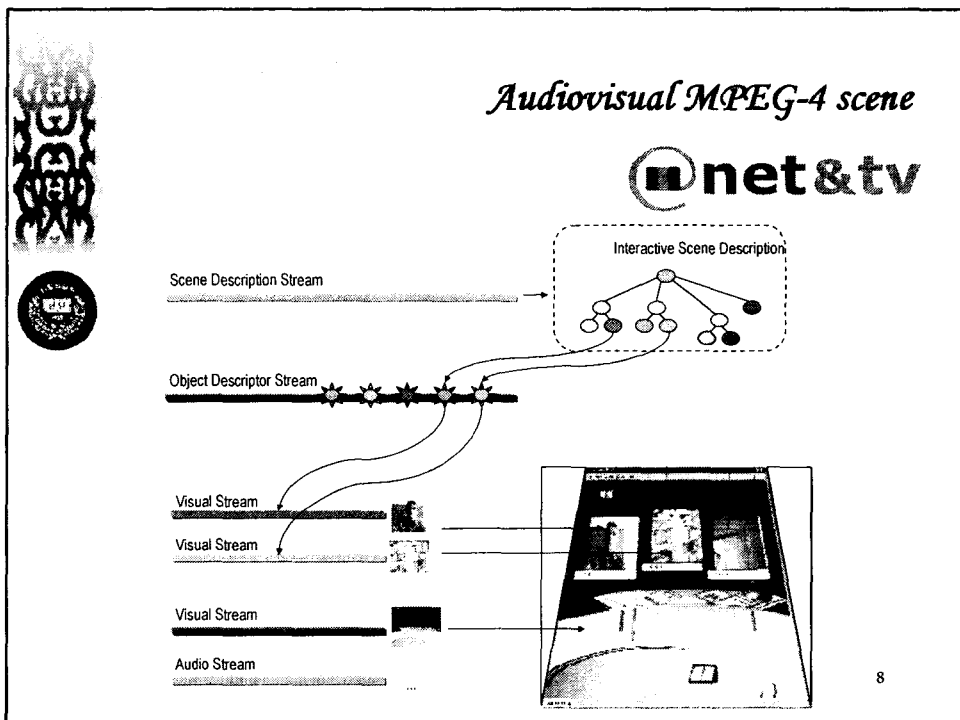 Audiovisual MPEG-4 scene
net&tv
Interactive Scene Description
Scene Description Stream
Object Descriptor Stream
Visual Stream
Visual Stream
Visual Stream
Audio Stream
...
8